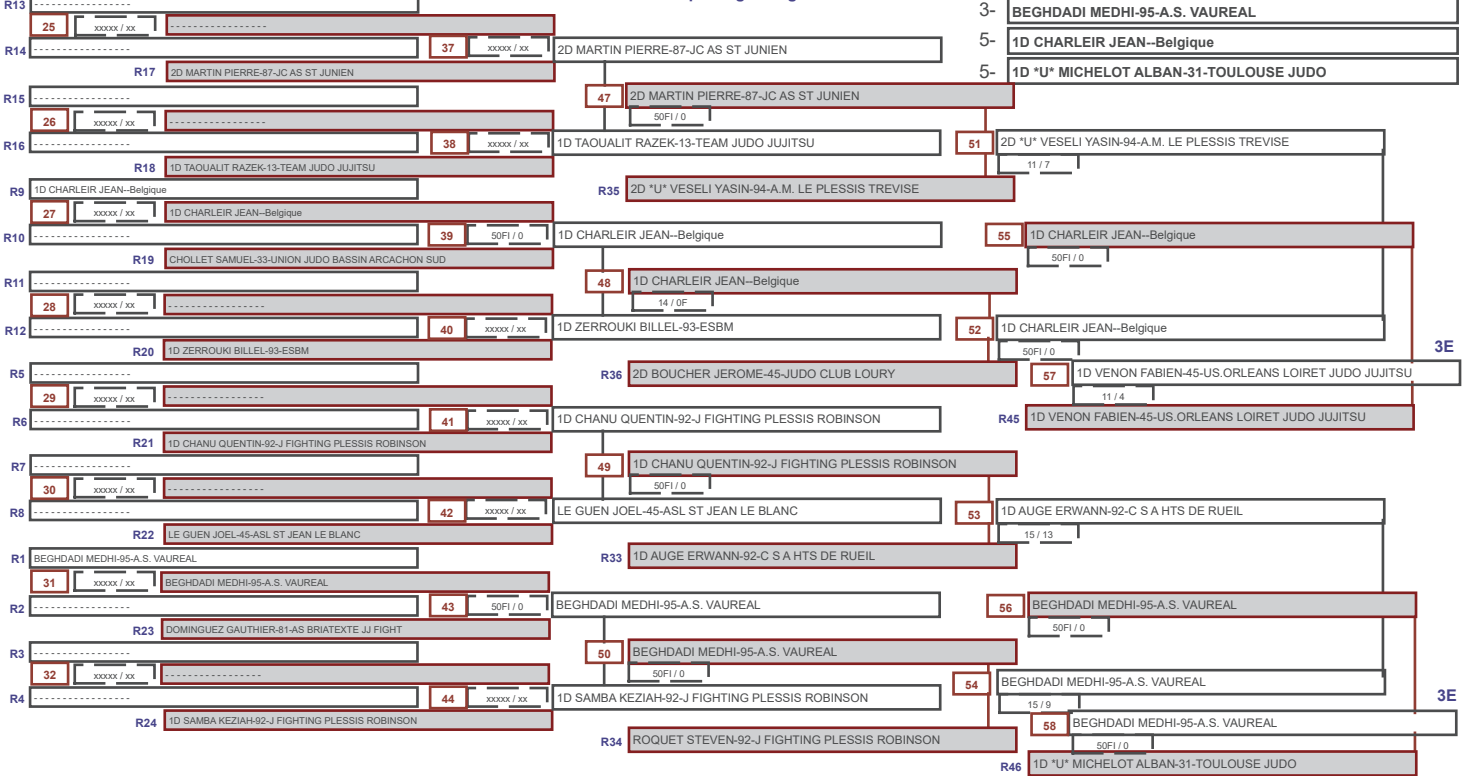 R13 ----------------
3- BEGHDADI MEDHI-95-A.S. VAUREAL
25 xxxxx / xx ----------------
R14 ---------------- 37 xxxxx / xx 2D MARTIN PIERRE-87-JC AS ST JUNIEN
5- 1D CHARLEIR JEAN--Belgique
R17 2D MARTIN PIERRE-87-JC AS ST JUNIEN
5- 1D *U* MICHELOT ALBAN-31-TOULOUSE JUDO
R15 ---------------- 47 2D MARTIN PIERRE-87-JC AS ST JUNIEN
26 xxxxx / xx ---------------- 50FI / 0
R16 ---------------- 38 xxxxx / xx 1D TAOUALIT RAZEK-13-TEAM JUDO JUJITSU 51 2D *U* VESELI YASIN-94-A.M. LE PLESSIS TREVISE
R18 1D TAOUALIT RAZEK-13-TEAM JUDO JUJITSU 11 / 7
R9 1D CHARLEIR JEAN--Belgique R35 2D *U* VESELI YASIN-94-A.M. LE PLESSIS TREVISE
27 xxxxx / xx 1D CHARLEIR JEAN--Belgique
R10 ---------------- 39 50FI / 0 1D CHARLEIR JEAN--Belgique 55 1D CHARLEIR JEAN--Belgique
R19 CHOLLET SAMUEL-33-UNION JUDO BASSIN ARCACHON SUD 50FI / 0
R11 ---------------- 48 1D CHARLEIR JEAN--Belgique
28 xxxxx / xx ---------------- 14 / 0F
R12 ---------------- 40 xxxxx / xx 1D ZERROUKI BILLEL-93-ESBM 52 1D CHARLEIR JEAN--Belgique
R20 1D ZERROUKI BILLEL-93-ESBM 50FI / 0 3E
R5 ---------------- R36 2D BOUCHER JEROME-45-JUDO CLUB LOURY 57 1D VENON FABIEN-45-US.ORLEANS LOIRET JUDO JUJITSU
29 xxxxx / xx ---------------- 11 / 4
R6 ---------------- 41 xxxxx / xx 1D CHANU QUENTIN-92-J FIGHTING PLESSIS ROBINSON R45 1D VENON FABIEN-45-US.ORLEANS LOIRET JUDO JUJITSU
R21 1D CHANU QUENTIN-92-J FIGHTING PLESSIS ROBINSON
R7 ---------------- 49 1D CHANU QUENTIN-92-J FIGHTING PLESSIS ROBINSON
30 xxxxx / xx ---------------- 50FI / 0
R8 ---------------- 42 xxxxx / xx LE GUEN JOEL-45-ASL ST JEAN LE BLANC 53 1D AUGE ERWANN-92-C S A HTS DE RUEIL
R22 LE GUEN JOEL-45-ASL ST JEAN LE BLANC 15 / 13
R1 BEGHDADI MEDHI-95-A.S. VAUREAL R33 1D AUGE ERWANN-92-C S A HTS DE RUEIL
31 xxxxx / xx BEGHDADI MEDHI-95-A.S. VAUREAL
R2 ---------------- 43 50FI / 0 BEGHDADI MEDHI-95-A.S. VAUREAL 56 BEGHDADI MEDHI-95-A.S. VAUREAL
R23 DOMINGUEZ GAUTHIER-81-AS BRIATEXTE JJ FIGHT 50FI / 0
R3 ---------------- 50 BEGHDADI MEDHI-95-A.S. VAUREAL
32 xxxxx / xx ---------------- 50FI / 0
R4 ---------------- 44 xxxxx / xx 1D SAMBA KEZIAH-92-J FIGHTING PLESSIS ROBINSON 54 BEGHDADI MEDHI-95-A.S. VAUREAL
15 / 9 3E
R24 1D SAMBA KEZIAH-92-J FIGHTING PLESSIS ROBINSON 58 BEGHDADI MEDHI-95-A.S. VAUREAL
R34 ROQUET STEVEN-92-J FIGHTING PLESSIS ROBINSON 50FI / 0
R46 1D *U* MICHELOT ALBAN-31-TOULOUSE JUDO